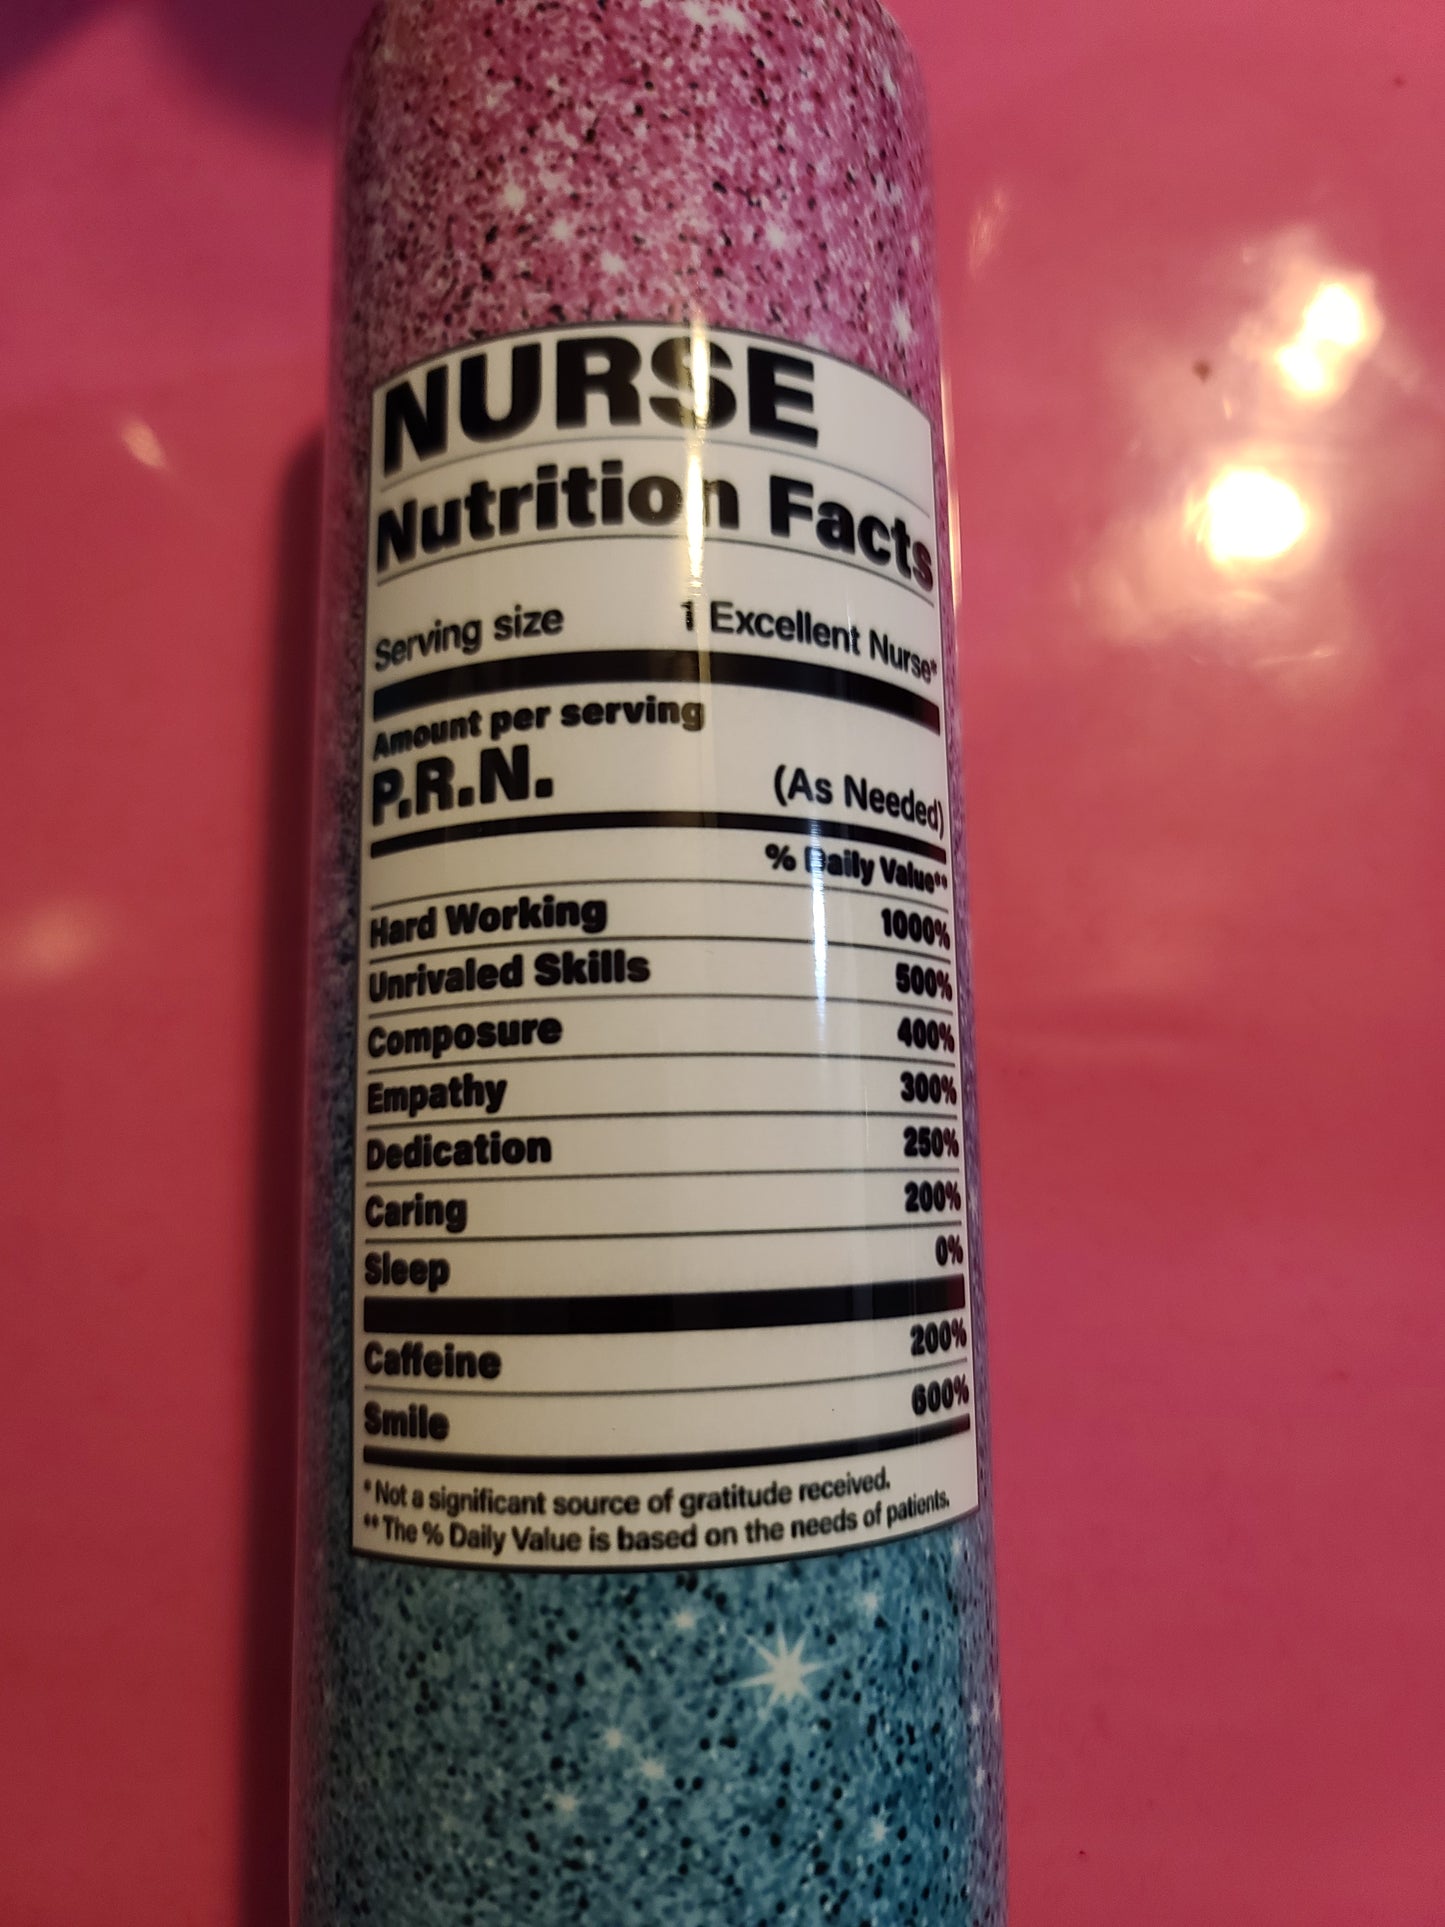 NURSE
Nutrition Facts
Serving size 1 Excellent Nurse*
Amount per serving
P.R.N. (As Needed)
% Daily Value**
Hard Working 1000%
Unrivaled Skills 500%
Composure 400%
Empathy 300%
Dedication 250%
Caring 200%
Sleep 0%
Caffeine 200%
Smile 600%
*Not a significant source of gratitude received.
**The % Daily Value is based on the needs of patients.